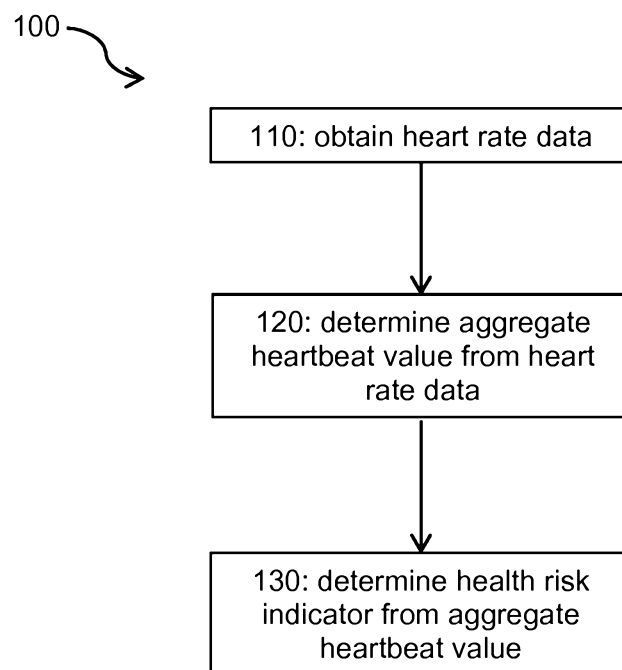 100
110: obtain heart rate data
120: determine aggregate
heartbeat value from heart
rate data
130: determine health risk
indicator from aggregate
heartbeat value